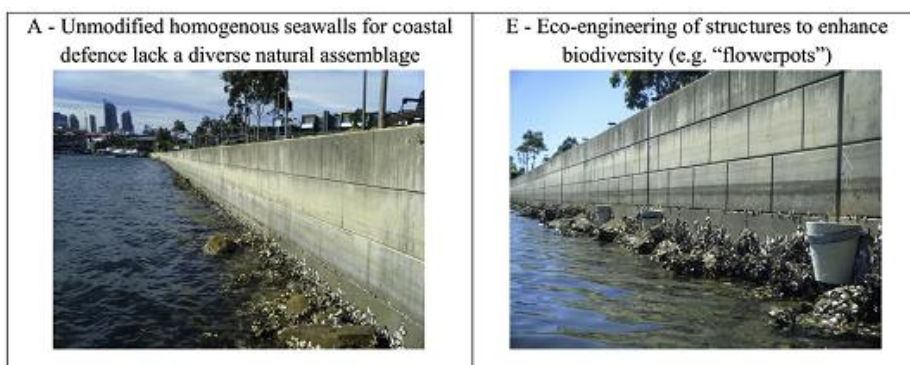 A - Unmodified homogenous seawalls for coastal
defence lack a diverse natural assemblage
E - Eco-engineering of structures to enhance
biodiversity (e.g. “flowerpots”)